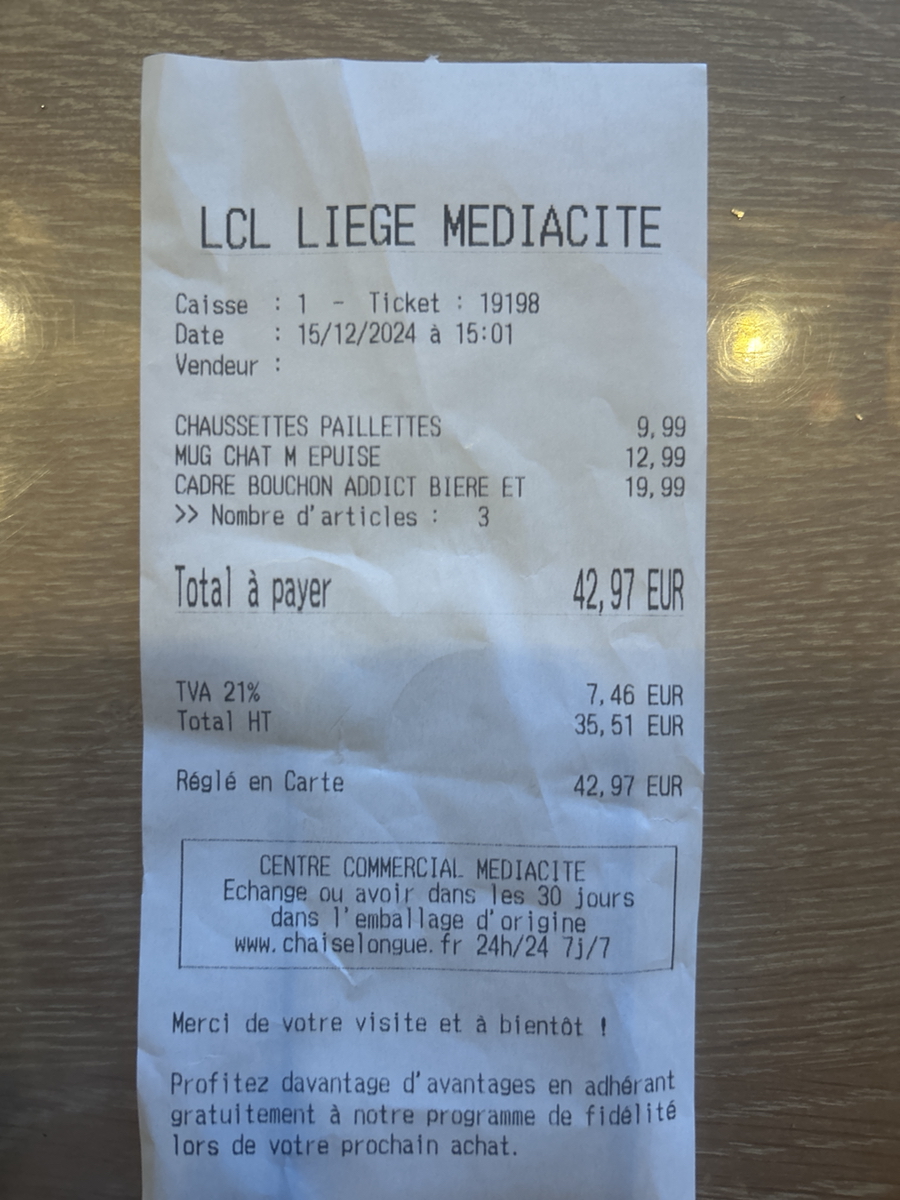 LCL LIEGE MEDIACITE
Caisse : 1 - Ticket : 19198
Date : 15/12/2024 à 15:01
Vendeur :
CHAUSSETTES PAILLETTES 9,99
MUG CHAT M EPUISE 12,99
CADRE BOUCHON ADDICT BIERE ET 19,99
>> Nombre d'articles : 3
Total à payer 42,97 EUR
TVA 21% 7,46 EUR
Total HT 35,51 EUR
Réglé en Carte 42,97 EUR
CENTRE COMMERCIAL MEDIACITE
Echange ou avoir dans les 30 jours
dans l'emballage d'origine
www.chaiselongue.fr 24h/24 7j/7
Merci de votre visite et à bientôt !
Profitez davantage d'avantages en adhérant
gratuitement à notre programme de fidélité
lors de votre prochain achat.